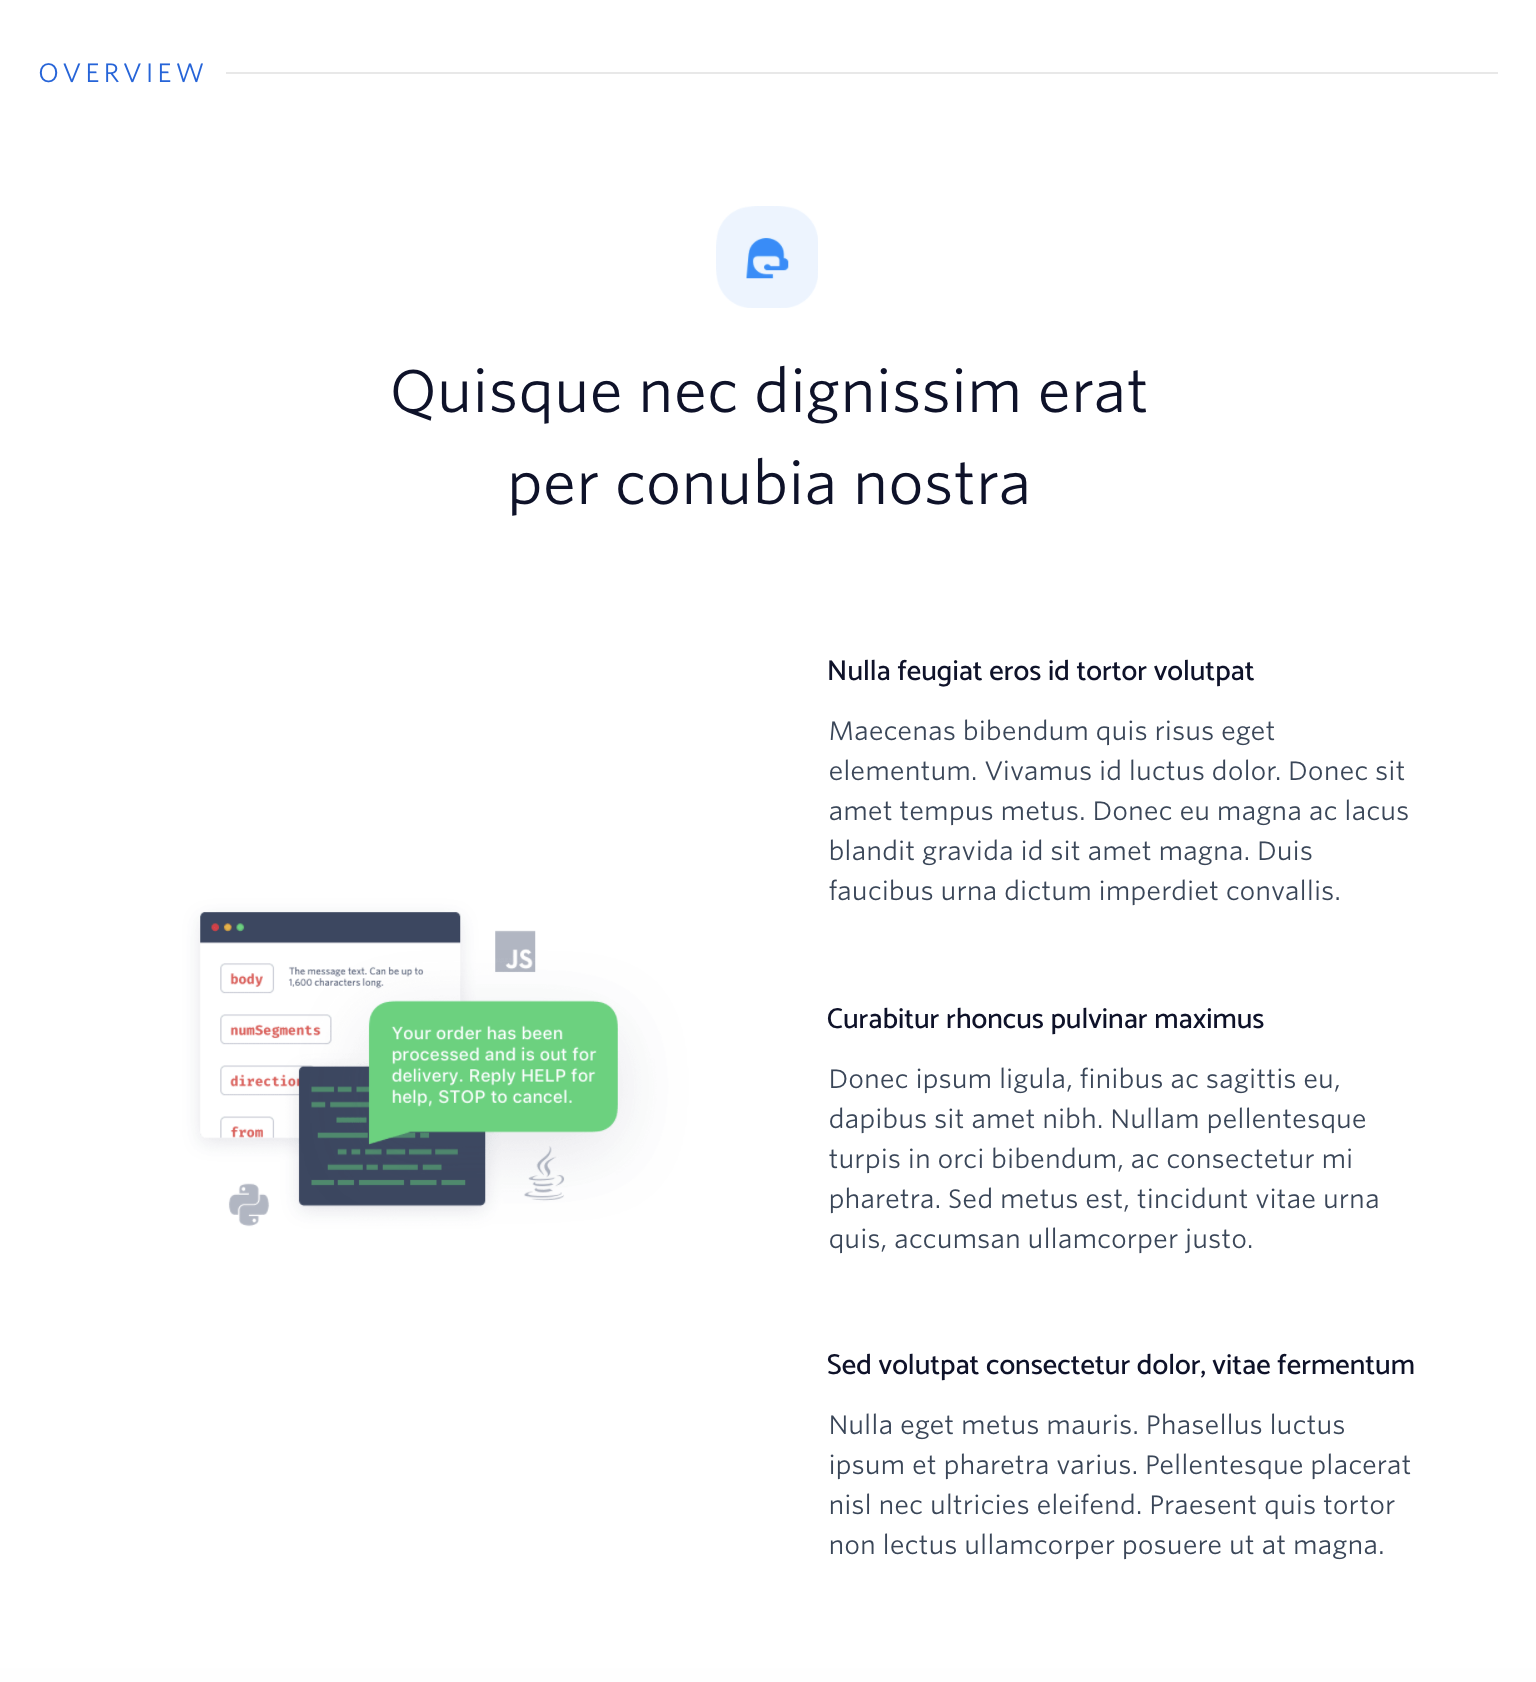 OVERVIEW
Quisque nec dignissim erat
per conubia nostra
body
The message text. Can be up to
1,600 characters long.
numSegments
direction
from
Your order has been
processed and is out for
delivery. Reply HELP for
help, STOP to cancel.
JS
Nulla feugiat eros id tortor volutpat
Maecenas bibendum quis risus eget
elementum. Vivamus id luctus dolor. Donec sit
amet tempus metus. Donec eu magna ac lacus
blandit gravida id sit amet magna. Duis
faucibus urna dictum imperdiet convallis.
Curabitur rhoncus pulvinar maximus
Donec ipsum ligula, finibus ac sagittis eu,
dapibus sit amet nibh. Nullam pellentesque
turpis in orci bibendum, ac consectetur mi
pharetra. Sed metus est, tincidunt vitae urna
quis, accumsan ullamcorper justo.
Sed volutpat consectetur dolor, vitae fermentum
Nulla eget metus mauris. Phasellus luctus
ipsum et pharetra varius. Pellentesque placerat
nisl nec ultricies eleifend. Praesent quis tortor
non lectus ullamcorper posuere ut at magna.